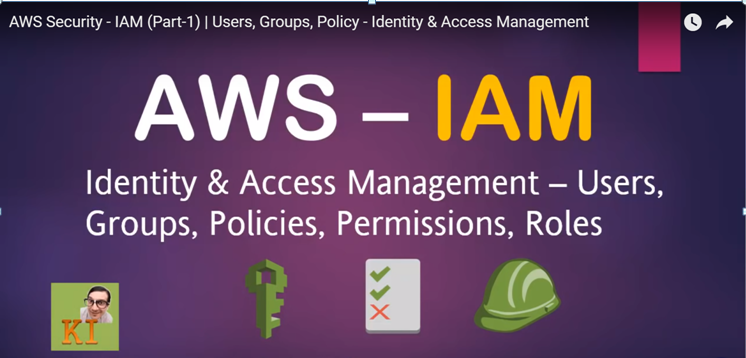 AWS Security - IAM (Part-1) | Users, Groups, Policy - Identity & Access Management
AWS – IAM
Identity & Access Management – Users,
Groups, Policies, Permissions, Roles
KI